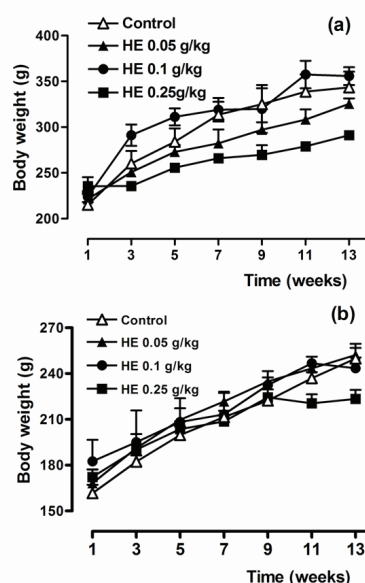 (a)
Control
HE 0.05 g/kg
HE 0.1 g/kg
HE 0.25g/kg
Body weight (g)
400
350
300
250
200
1 3 5 7 9 11 13
Time (weeks)
(b)
Control
HE 0.05 g/kg
HE 0.1 g/kg
HE 0.25 g/kg
Body weight (g)
270
240
210
180
150
1 3 5 7 9 11 13
Time (weeks)